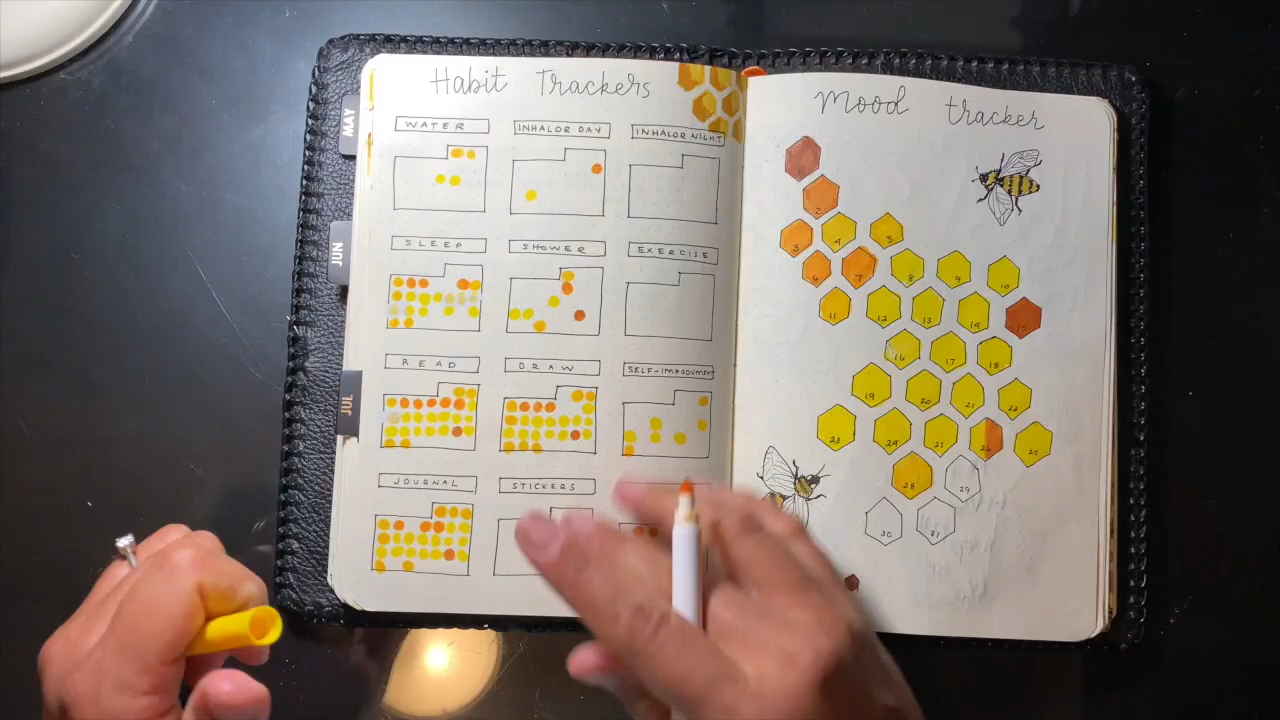 Habit Trackers
WATER
INHALOR DAY
INHALOR NIGHT
SLEEP
SHOWER
EXERCISE
READ
DRAW
SELF-IMPROVMENT
JOURNAL
STICKERS
MAY
JUN
JUL
Mood tracker
1
2
3 4 5
6 7 8 9 10
11 12 13 14 15
16 17 18
19 20 21 22
23 24 25 26 27
28 29
30 31